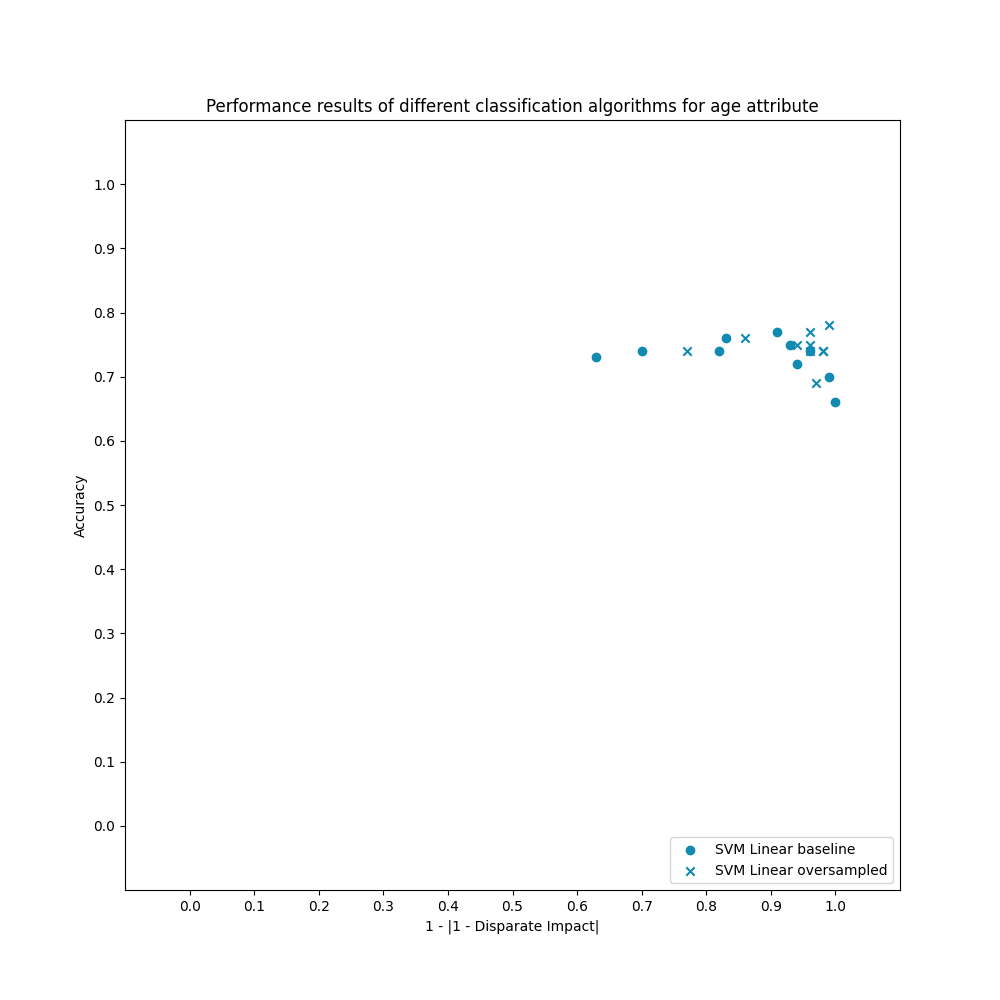 Performance results of different classification algorithms for age attribute
1.0
0.9
0.8
0.7
0.6
0.5
0.4
0.3
0.2
0.1
0.0
Accuracy
SVM Linear baseline
SVM Linear oversampled
0.0 0.1 0.2 0.3 0.4 0.5 0.6 0.7 0.8 0.9 1.0
1 - |1 - Disparate Impact|